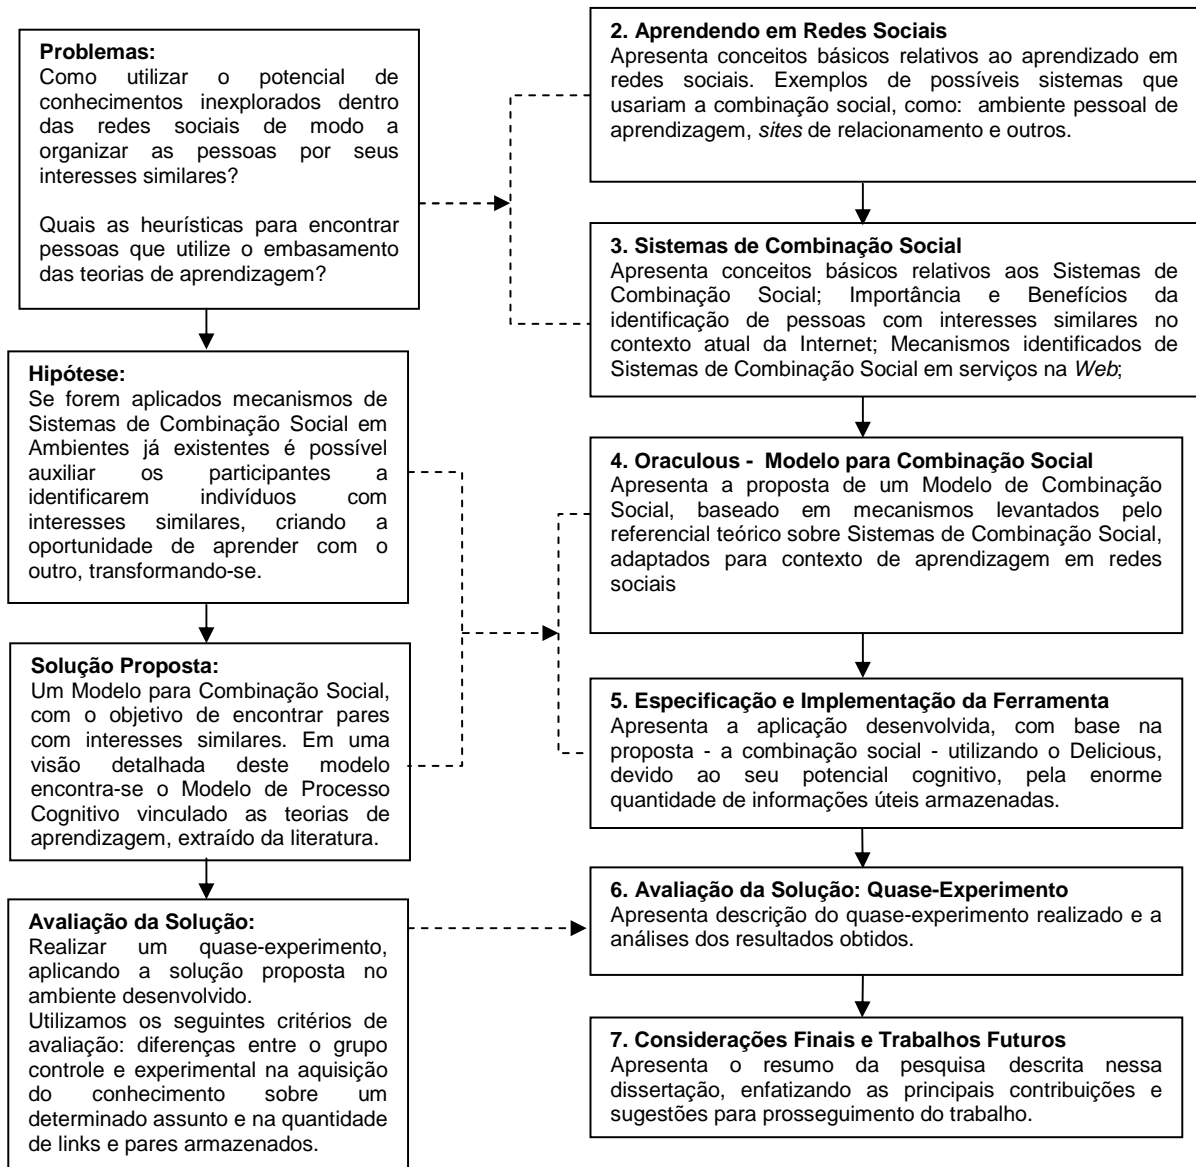 Problemas:
Como utilizar o potencial de
conhecimentos inexplorados dentro
das redes sociais de modo a
organizar as pessoas por seus
interesses similares?
Quais as heurísticas para encontrar
pessoas que utilize o embasamento
das teorias de aprendizagem?
Hipótese:
Se forem aplicados mecanismos de
Sistemas de Combinação Social em
Ambientes já existentes é possível
auxiliar os participantes a
identificarem indivíduos com
interesses similares, criando a
oportunidade de aprender com o
outro, transformando-se.
Solução Proposta:
Um Modelo para Combinação Social,
com o objetivo de encontrar pares
com interesses similares. Em uma
visão detalhada deste modelo
encontra-se o Modelo de Processo
Cognitivo vinculado as teorias de
aprendizagem, extraído da literatura.
Avaliação da Solução:
Realizar um quase-experimento,
aplicando a solução proposta no
ambiente desenvolvido.
Utilizamos os seguintes critérios de
avaliação: diferenças entre o grupo
controle e experimental na aquisição
do conhecimento sobre um
determinado assunto e na quantidade
de links e pares armazenados.
2. Aprendendo em Redes Sociais
Apresenta conceitos básicos relativos ao aprendizado em
redes sociais. Exemplos de possíveis sistemas que
usariam a combinação social, como: ambiente pessoal de
aprendizagem, sites de relacionamento e outros.
3. Sistemas de Combinação Social
Apresenta conceitos básicos relativos aos Sistemas de
Combinação Social; Importância e Benefícios da
identificação de pessoas com interesses similares no
contexto atual da Internet; Mecanismos identificados de
Sistemas de Combinação Social em serviços na Web;
4. Oraculous - Modelo para Combinação Social
Apresenta a proposta de um Modelo de Combinação
Social, baseado em mecanismos levantados pelo
referencial teórico sobre Sistemas de Combinação Social,
adaptados para contexto de aprendizagem em redes
sociais
5. Especificação e Implementação da Ferramenta
Apresenta a aplicação desenvolvida, com base na
proposta - a combinação social - utilizando o Delicious,
devido ao seu potencial cognitivo, pela enorme
quantidade de informações úteis armazenadas.
6. Avaliação da Solução: Quase-Experimento
Apresenta descrição do quase-experimento realizado e a
análises dos resultados obtidos.
7. Considerações Finais e Trabalhos Futuros
Apresenta o resumo da pesquisa descrita nessa
dissertação, enfatizando as principais contribuições e
sugestões para prosseguimento do trabalho.